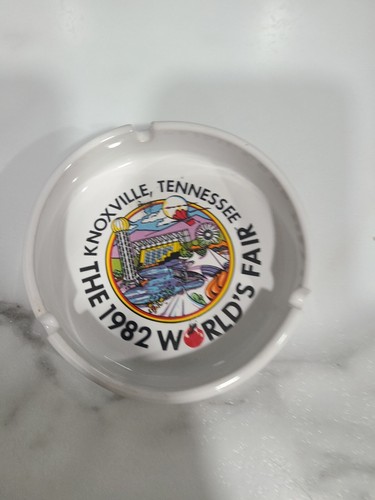 KNOXVILLE, TENNESSEE
THE 1982 WORLD'S FAIR